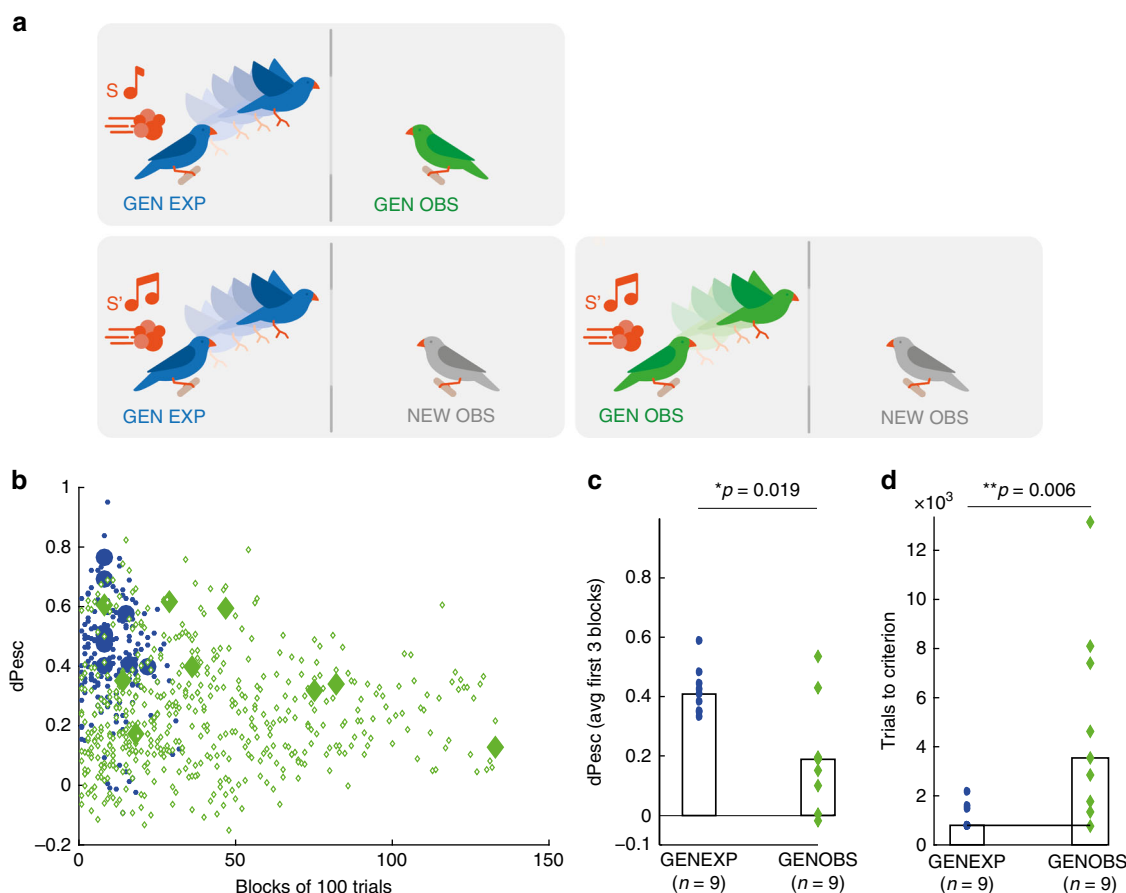 a
S
GEN EXP
GEN OBS
S'
GEN EXP
NEW OBS
S'
GEN OBS
NEW OBS
b
1
0.8
0.6
0.4
0.2
0
−0.2
dPesc
0
50
100
150
Blocks of 100 trials
c
*p = 0.019
0.8
0.6
0.4
0.2
0
−0.1
dPesc (avg first 3 blocks)
GENEXP
(n = 9)
GENOBS
(n = 9)
d
**p = 0.006
×10³
12
10
8
6
4
2
0
Trials to criterion
GENEXP
(n = 9)
GENOBS
(n = 9)